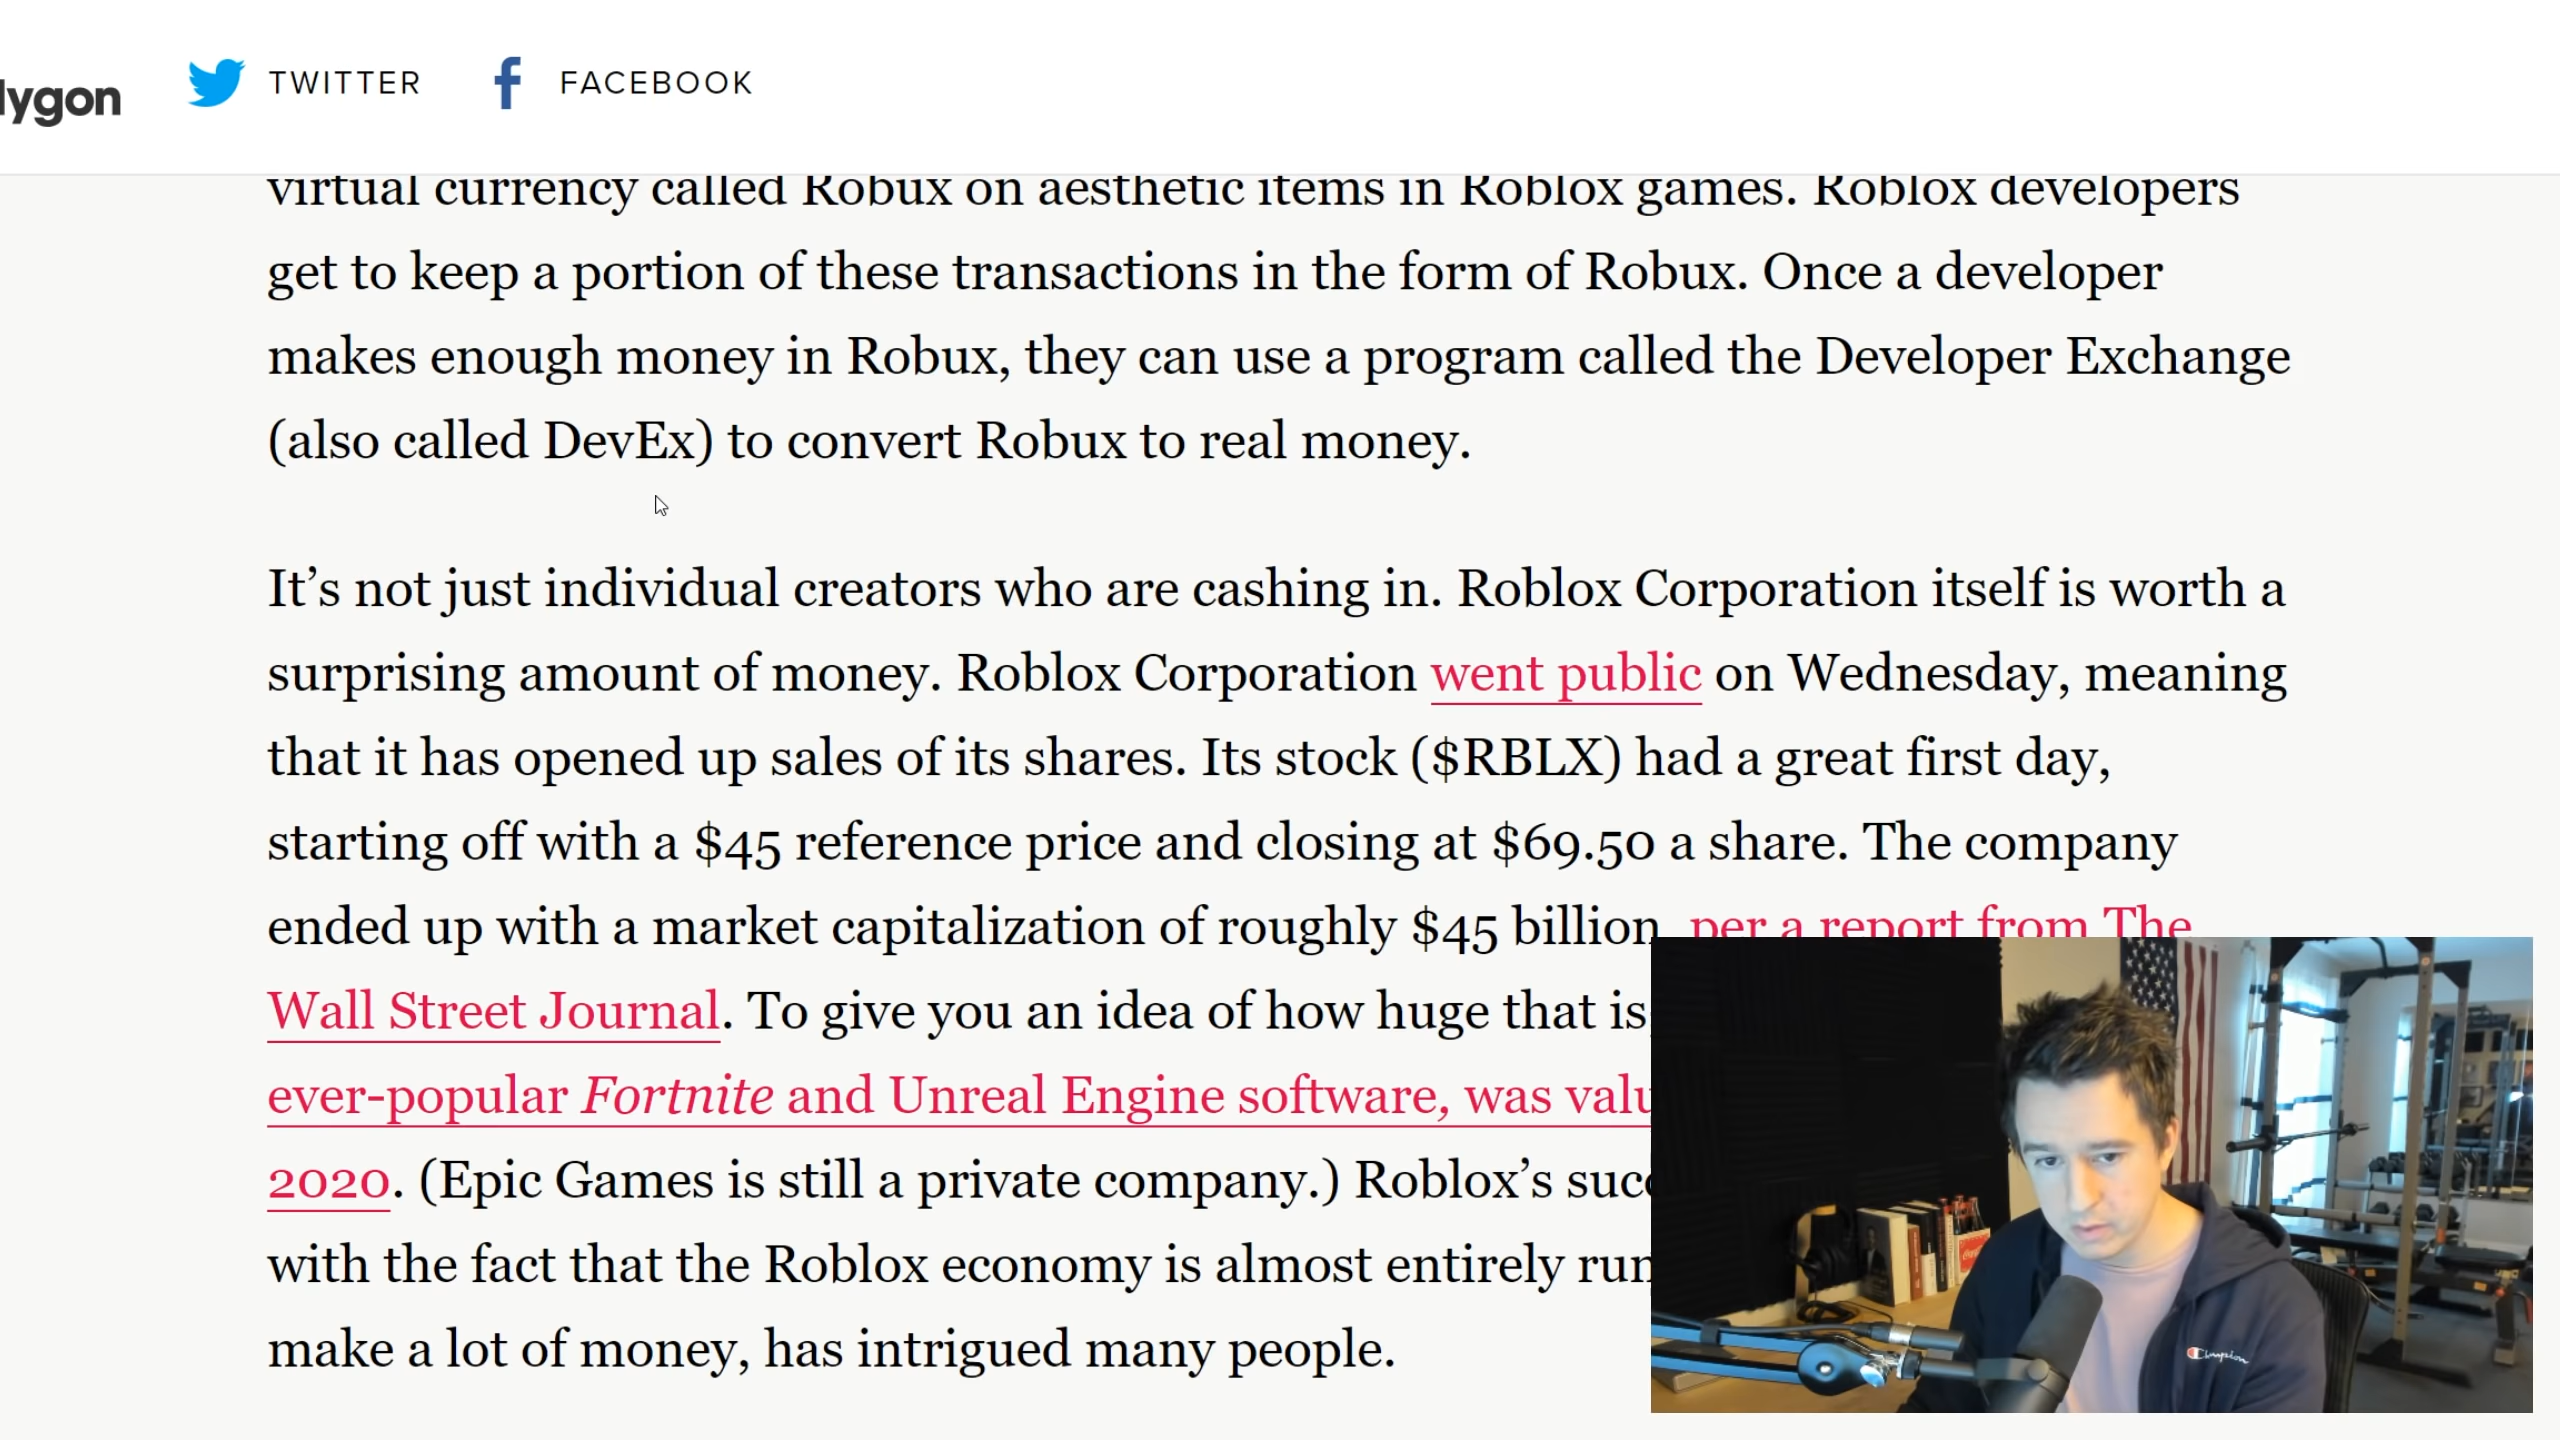 lygon
TWITTER
FACEBOOK
virtual currency called Robux on aesthetic items in Roblox games. Roblox developers
get to keep a portion of these transactions in the form of Robux. Once a developer
makes enough money in Robux, they can use a program called the Developer Exchange
(also called DevEx) to convert Robux to real money.
It’s not just individual creators who are cashing in. Roblox Corporation itself is worth a
surprising amount of money. Roblox Corporation went public on Wednesday, meaning
that it has opened up sales of its shares. Its stock ($RBLX) had a great first day,
starting off with a $45 reference price and closing at $69.50 a share. The company
ended up with a market capitalization of roughly $45 billion, per a report from The
Wall Street Journal. To give you an idea of how huge that is
ever-popular Fortnite and Unreal Engine software, was valu
2020. (Epic Games is still a private company.) Roblox’s succ
with the fact that the Roblox economy is almost entirely run
make a lot of money, has intrigued many people.
Champion